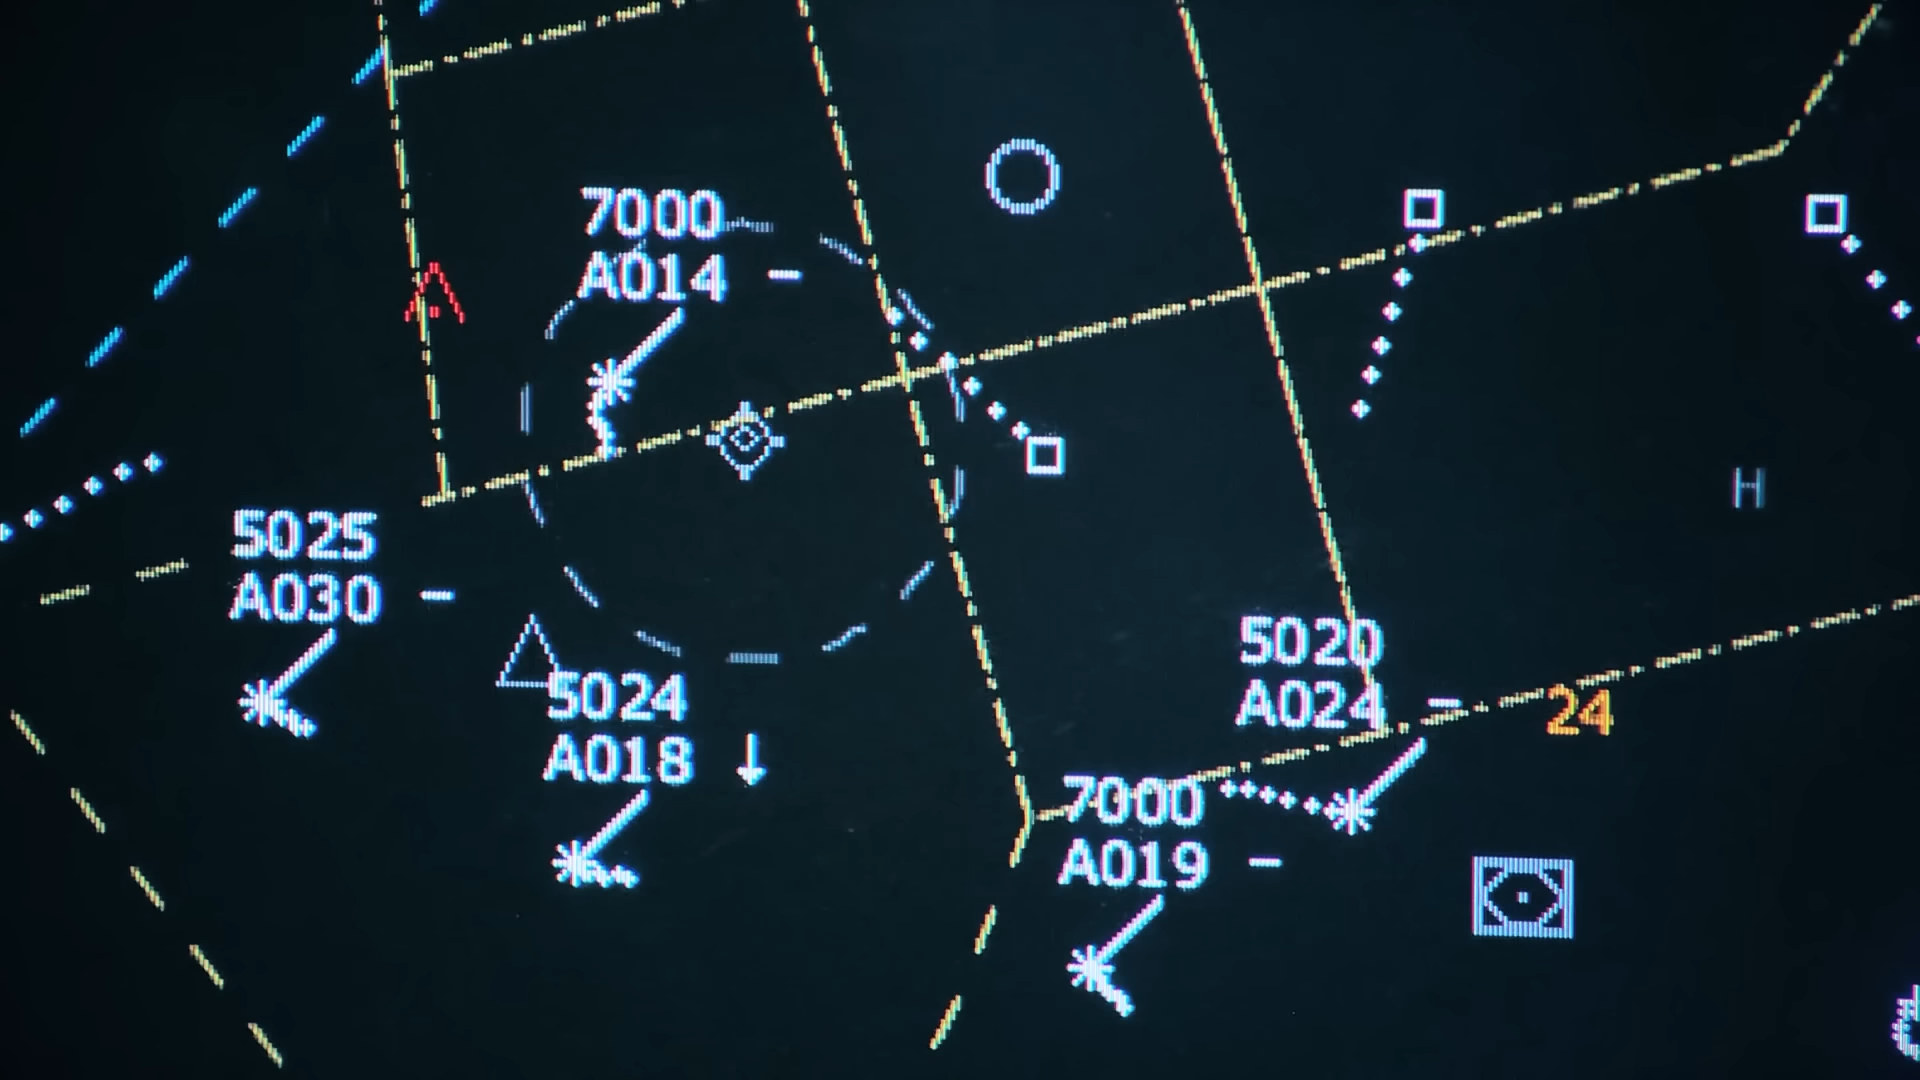 7000
A014 –
5025
A030 –
5024
A018 ↓
5020
A024 –
24
7000
A019 –
H